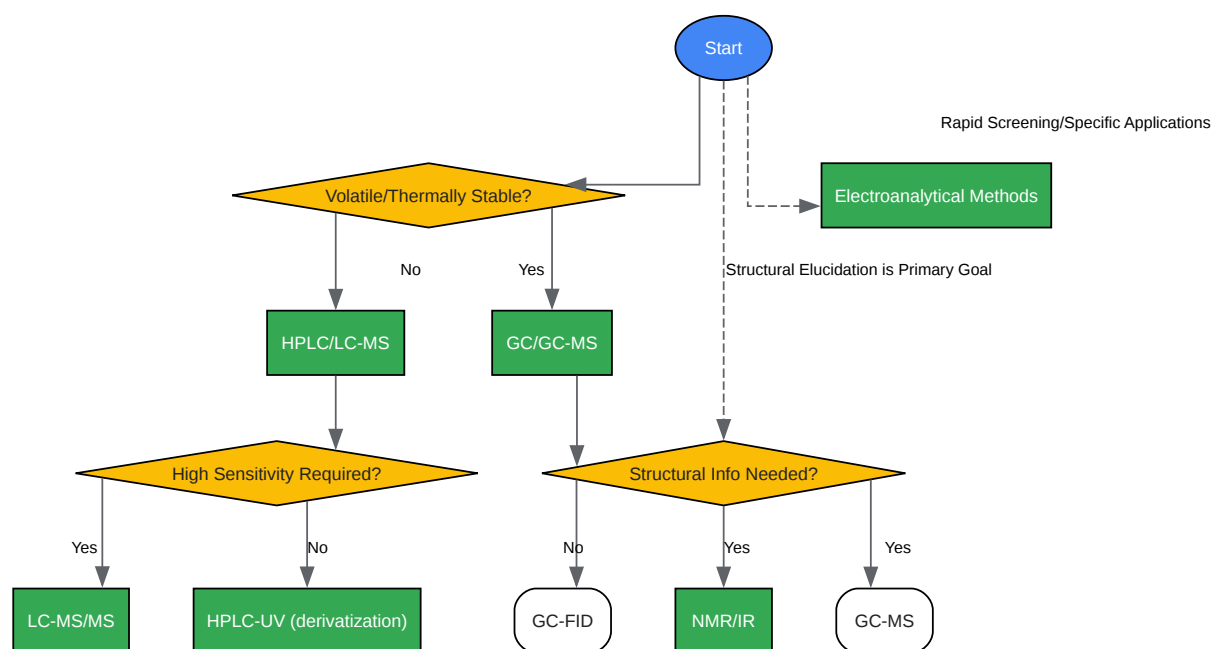 Start
Rapid Screening/Specific Applications
Volatile/Thermally Stable?
Electroanalytical Methods
No
Yes
Structural Elucidation is Primary Goal
HPLC/LC-MS
GC/GC-MS
High Sensitivity Required?
Structural Info Needed?
Yes
No
No
Yes
Yes
LC-MS/MS
HPLC-UV (derivatization)
GC-FID
NMR/IR
GC-MS